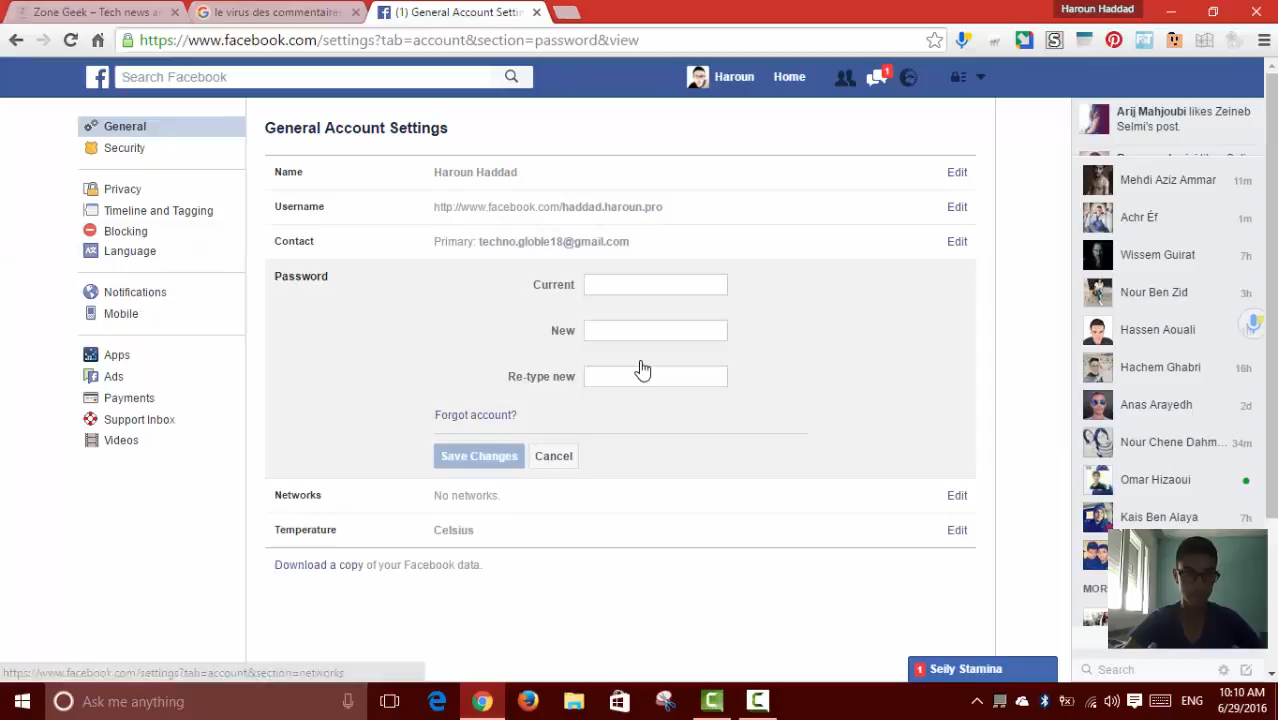 Haroun Haddad
Zone Geek – Tech news a
le virus des commentaires
(1) General Account Settin
https://www.facebook.com/settings?tab=account&section=password&view
Search Facebook
Haroun
Home
1
General
Security
Privacy
Timeline and Tagging
Blocking
Language
Notifications
Mobile
Apps
Ads
Payments
Support Inbox
Videos
General Account Settings
Name Haroun Haddad Edit
Username http://www.facebook.com/haddad.haroun.pro Edit
Contact Primary: techno.globle18@gmail.com Edit
Password
Current
New
Re-type new
Forgot account?
Save Changes Cancel
Networks No networks. Edit
Temperature Celsius Edit
Download a copy of your Facebook data.
Arij Mahjoubi likes Zeineb
Selmi's post.
Mehdi Aziz Ammar 11m
Achr Éf 1m
Wissem Guirat 7h
Nour Ben Zid 3h
Hassen Aouali
Hachem Ghabri 16h
Anas Arayedh 2d
Nour Chene Dahm... 34m
Omar Hizaoui
Kais Ben Alaya 7h
MOR
Search
1 Seily Stamina
https://www.facebook.com/settings?tab=account&section=networks
Ask me anything
ENG
10:10 AM
6/29/2016